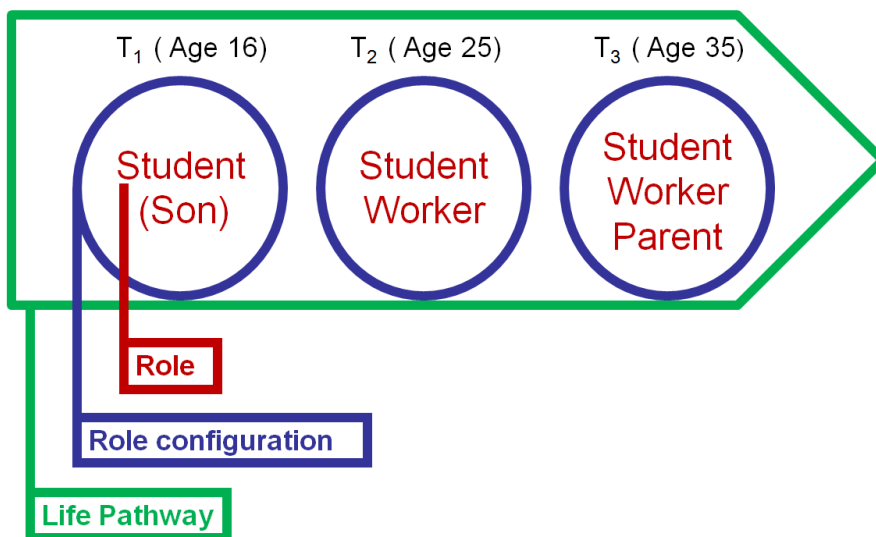 T₁ ( Age 16)
T₂ ( Age 25)
T₃ ( Age 35)
Student
(Son)
Student
Worker
Student
Worker
Parent
Role
Role configuration
Life Pathway